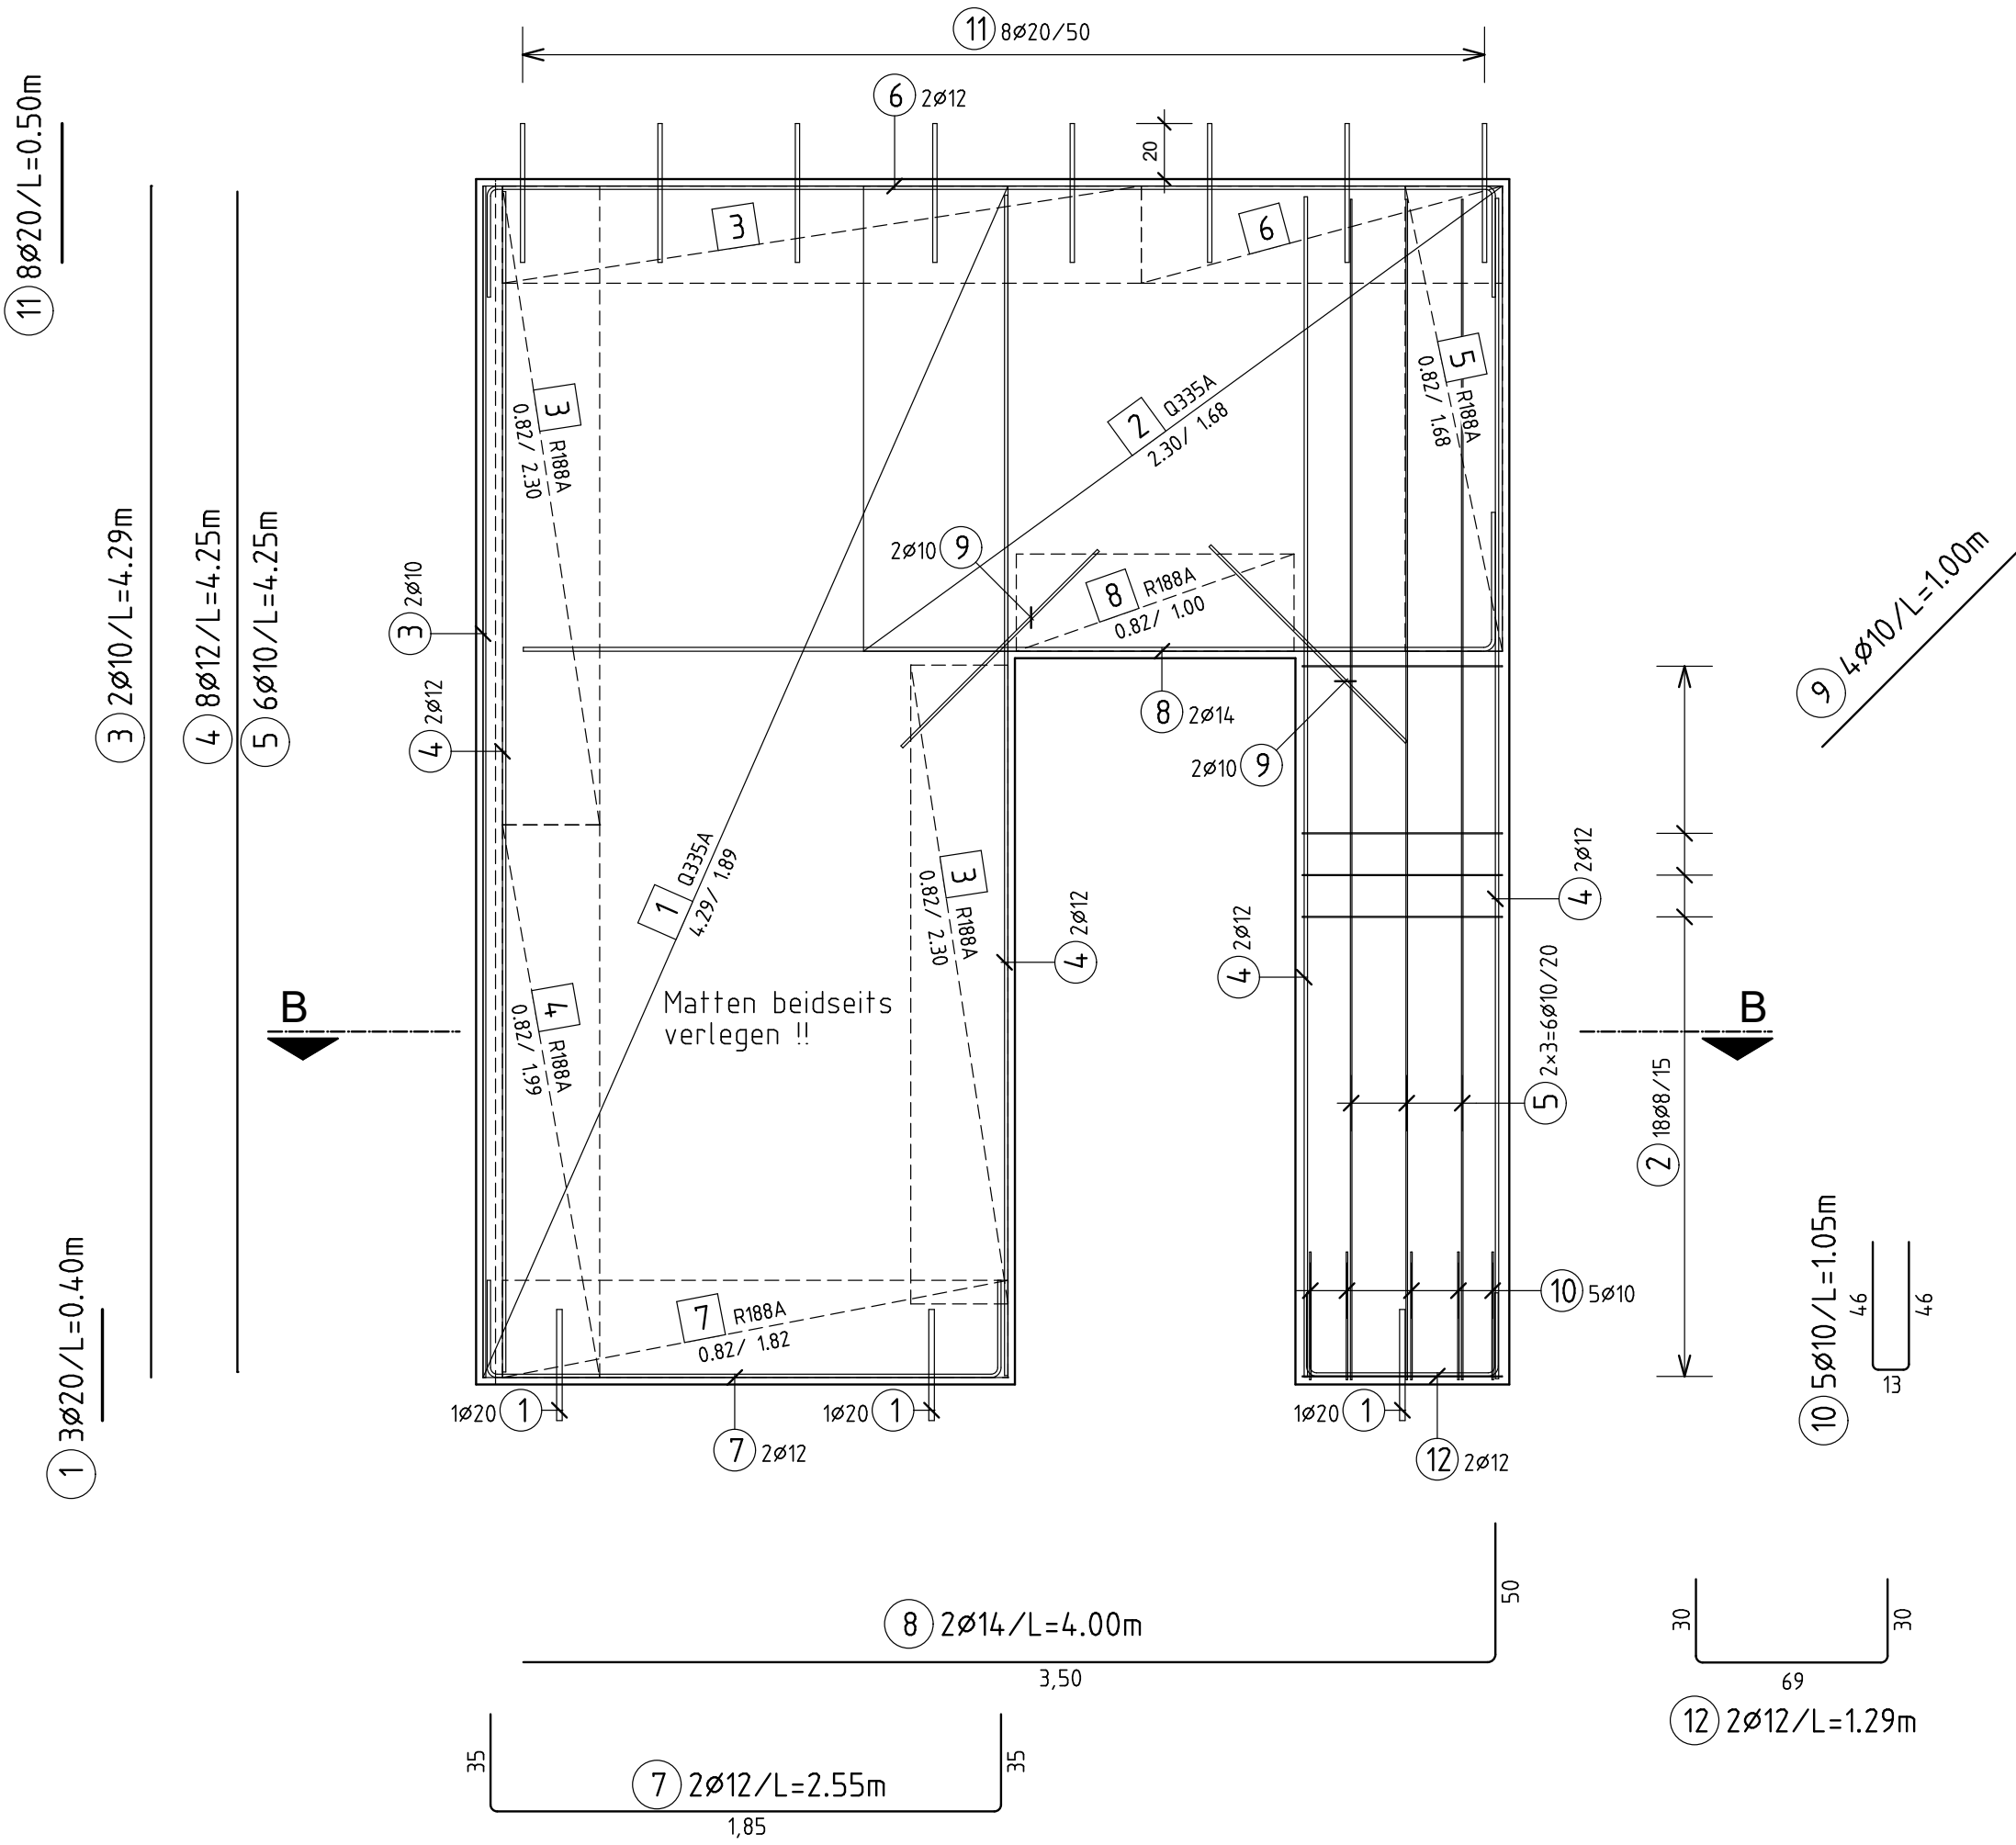 11 8ø20/50
6 2ø12
20
11 8ø20/L=0.50m
3
6
3 R188A
0.82/ 2.30
2 Q335A
2.30/ 1.68
5 R188A
0.82/ 1.68
3 2ø10/L=4.29m
4 8ø12/L=4.25m
5 6ø10/L=4.25m
3 2ø10
4 2ø12
2ø10 9
8 R188A
0.82/ 1.00
8 2ø14
2ø10 9
9 4ø10/L=1.00m
1 Q335A
4.29/ 1.89
3 R188A
0.82/ 2.30
4 2ø12
4 2ø12
4 2ø12
B
B
Matten beidseits
verlegen !!
4 R188A
0.82/ 1.99
5 2×3=6ø10/20
2 18ø8/15
1 3ø20/L=0.40m
7 R188A
0.82/ 1.82
10 5ø10
10 5ø10/L=1.05m
46
46
13
1ø20 1
1ø20 1
1ø20 1
7 2ø12
12 2ø12
8 2ø14/L=4.00m
50
3,50
30
30
69
12 2ø12/L=1.29m
35
7 2ø12/L=2.55m
35
1,85